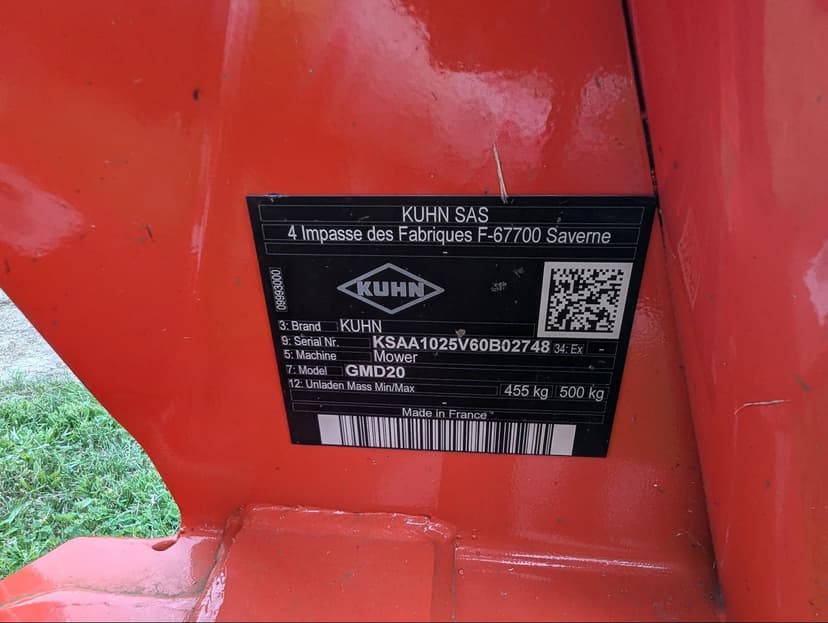 KUHN SAS
4 Impasse des Fabriques F-67700 Saverne
09993000
KUHN
3: Brand KUHN
9: Serial Nr. KSAA1025V60B02748 34: Ex -
5: Machine Mower
7: Model GMD20
12: Unladen Mass Min/Max 455 kg 500 kg
-
Made in France